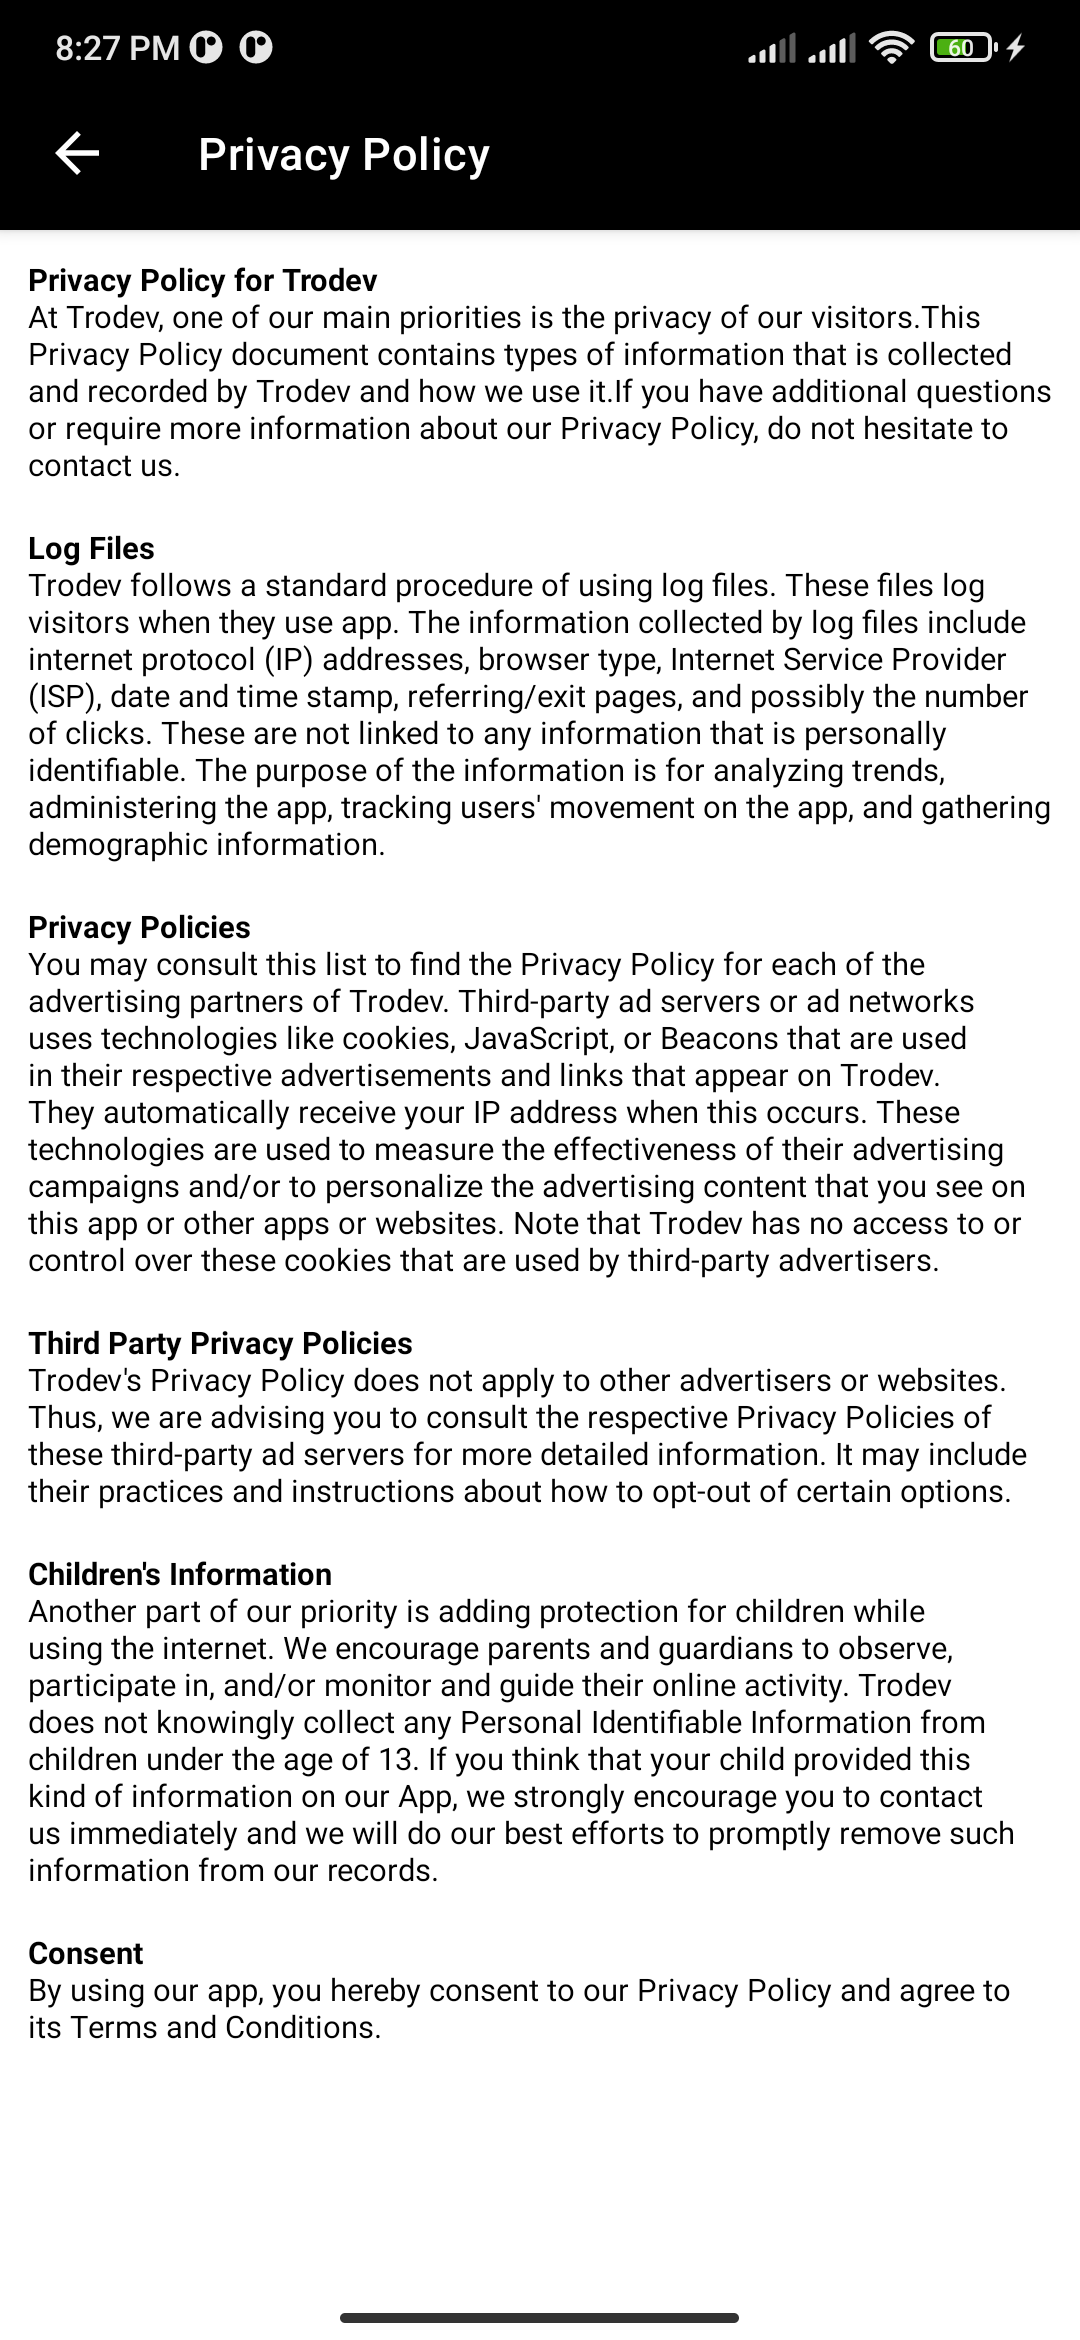 8:27 PM
60
Privacy Policy
Privacy Policy for Trodev
At Trodev, one of our main priorities is the privacy of our visitors.This
Privacy Policy document contains types of information that is collected
and recorded by Trodev and how we use it.If you have additional questions
or require more information about our Privacy Policy, do not hesitate to
contact us.
Log Files
Trodev follows a standard procedure of using log files. These files log
visitors when they use app. The information collected by log files include
internet protocol (IP) addresses, browser type, Internet Service Provider
(ISP), date and time stamp, referring/exit pages, and possibly the number
of clicks. These are not linked to any information that is personally
identifiable. The purpose of the information is for analyzing trends,
administering the app, tracking users' movement on the app, and gathering
demographic information.
Privacy Policies
You may consult this list to find the Privacy Policy for each of the
advertising partners of Trodev. Third-party ad servers or ad networks
uses technologies like cookies, JavaScript, or Beacons that are used
in their respective advertisements and links that appear on Trodev.
They automatically receive your IP address when this occurs. These
technologies are used to measure the effectiveness of their advertising
campaigns and/or to personalize the advertising content that you see on
this app or other apps or websites. Note that Trodev has no access to or
control over these cookies that are used by third-party advertisers.
Third Party Privacy Policies
Trodev's Privacy Policy does not apply to other advertisers or websites.
Thus, we are advising you to consult the respective Privacy Policies of
these third-party ad servers for more detailed information. It may include
their practices and instructions about how to opt-out of certain options.
Children's Information
Another part of our priority is adding protection for children while
using the internet. We encourage parents and guardians to observe,
participate in, and/or monitor and guide their online activity. Trodev
does not knowingly collect any Personal Identifiable Information from
children under the age of 13. If you think that your child provided this
kind of information on our App, we strongly encourage you to contact
us immediately and we will do our best efforts to promptly remove such
information from our records.
Consent
By using our app, you hereby consent to our Privacy Policy and agree to
its Terms and Conditions.